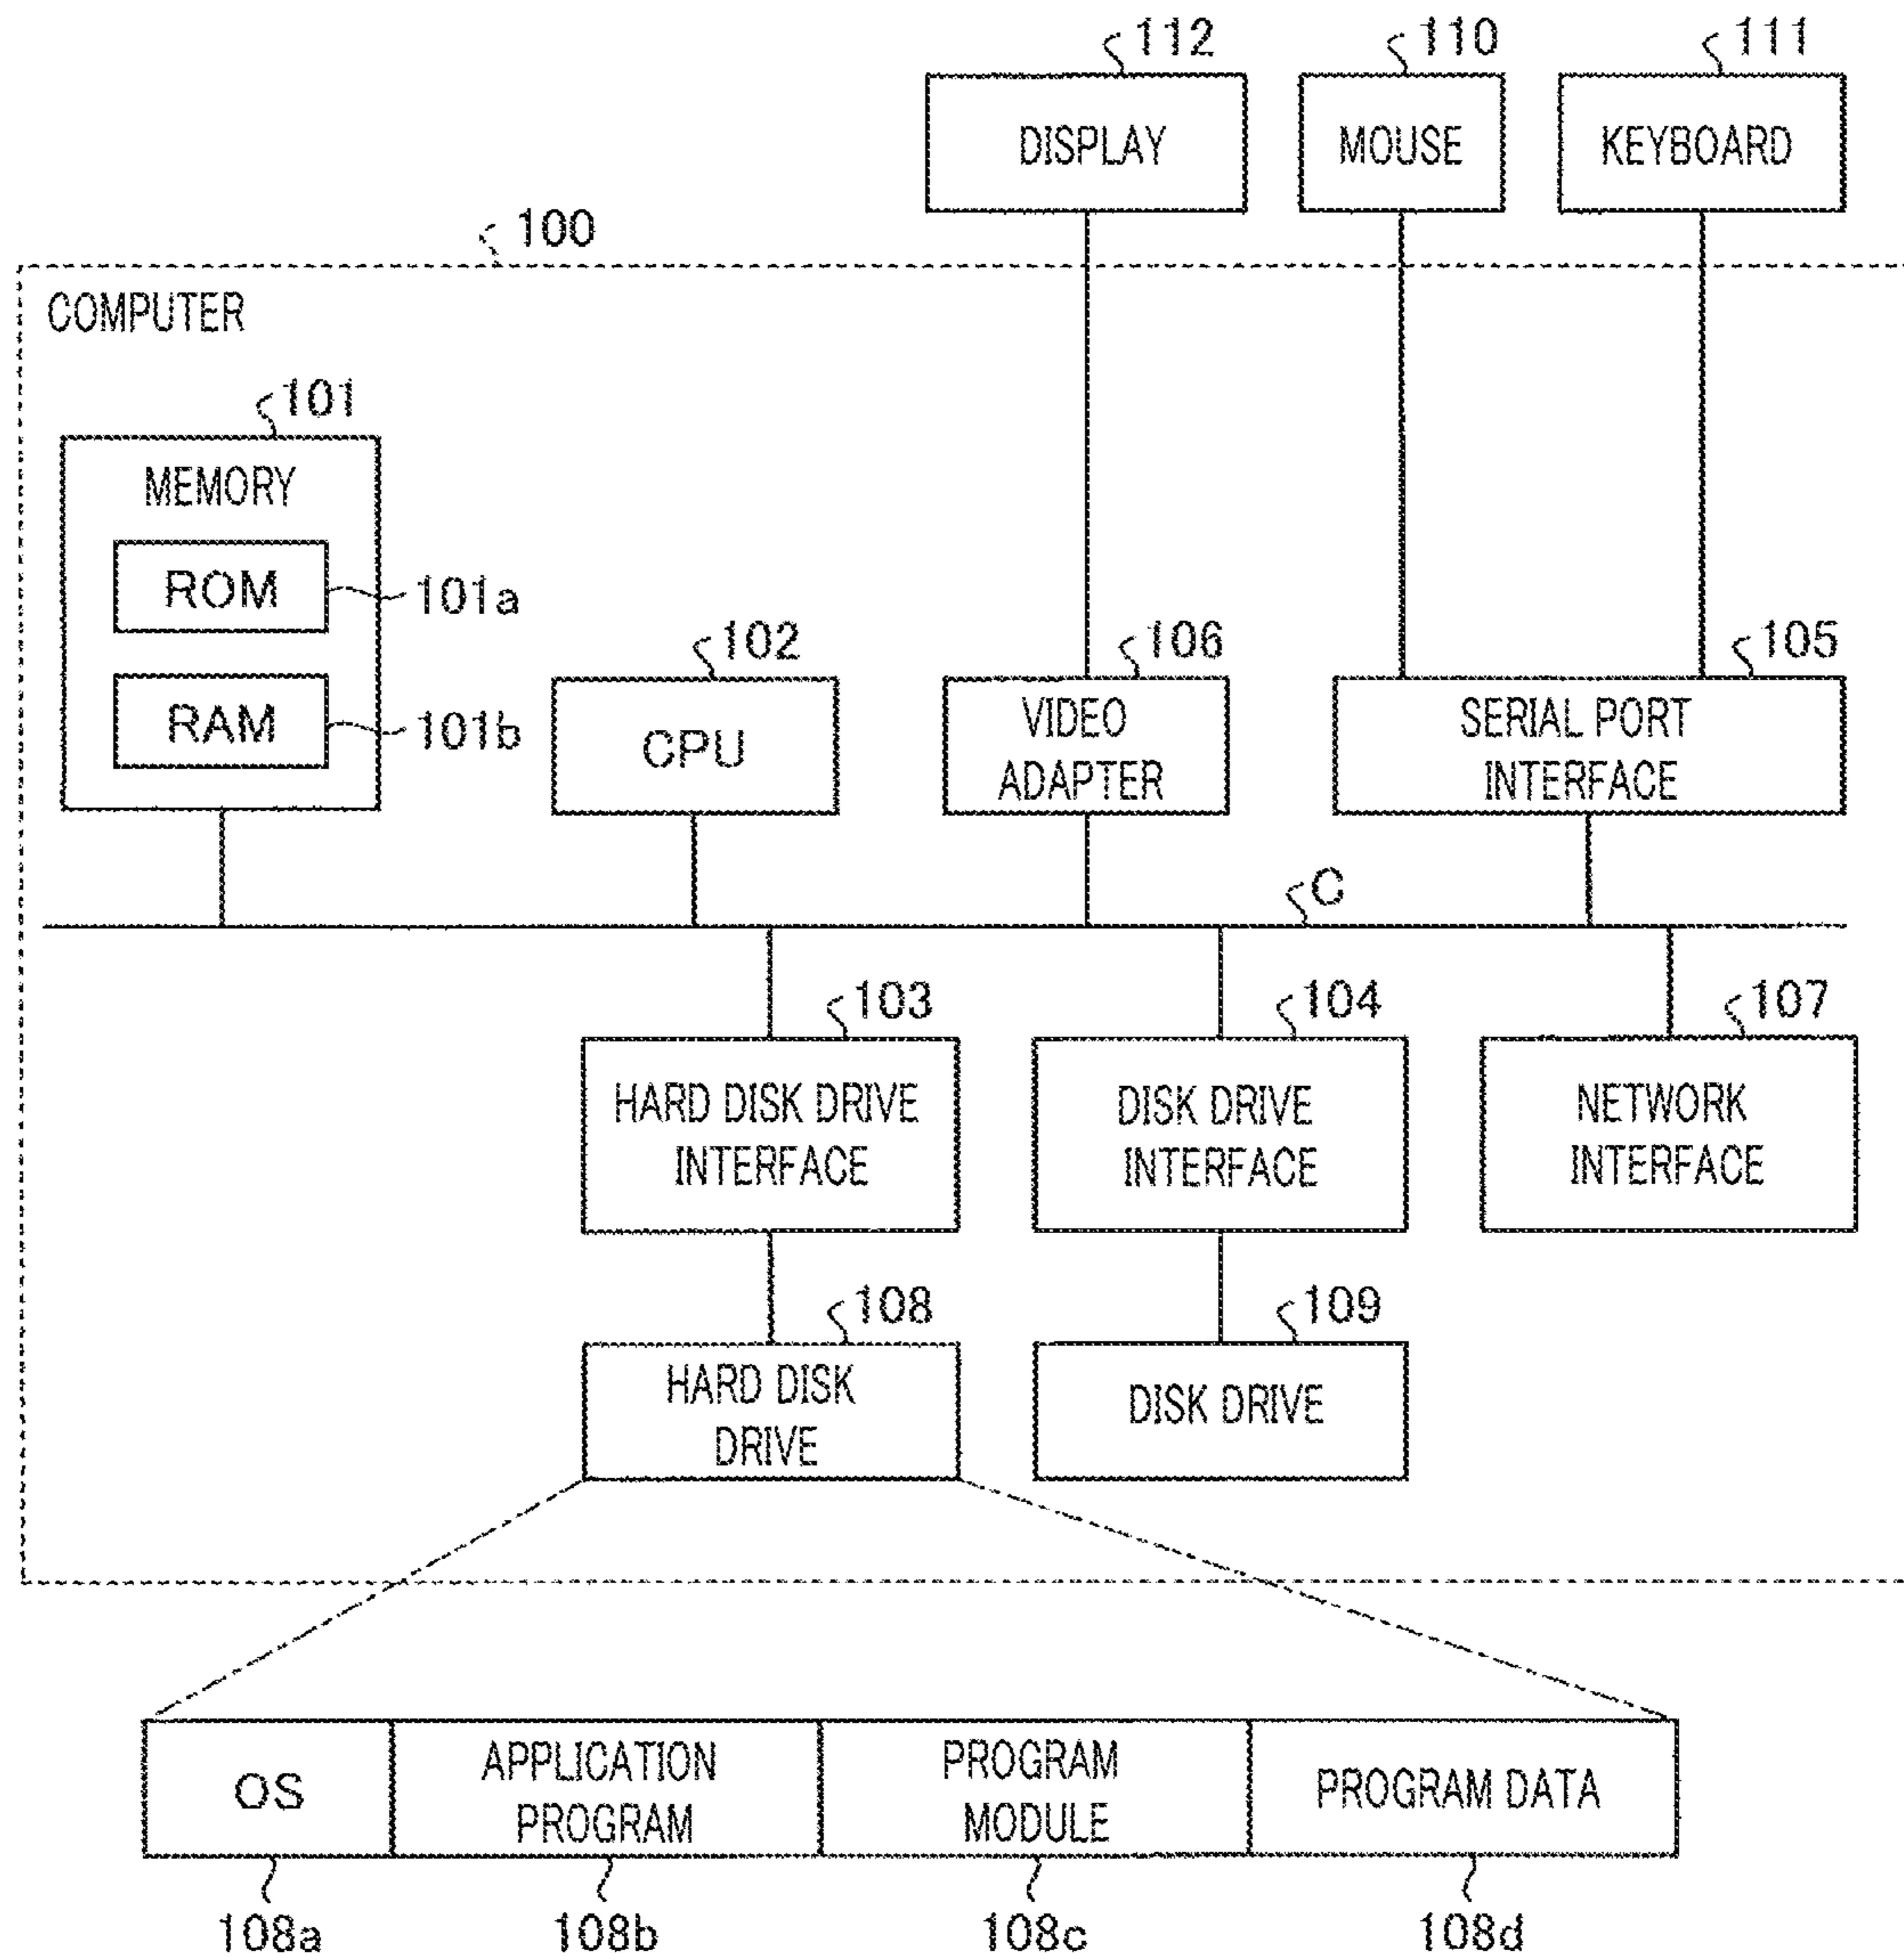 112
110
111
DISPLAY
MOUSE
KEYBOARD
100
COMPUTER
101
MEMORY
ROM
101a
RAM
101b
102
CPU
106
VIDEO
ADAPTER
105
SERIAL PORT
INTERFACE
C
103
HARD DISK DRIVE
INTERFACE
104
DISK DRIVE
INTERFACE
107
NETWORK
INTERFACE
108
HARD DISK
DRIVE
109
DISK DRIVE
OS
APPLICATION
PROGRAM
PROGRAM
MODULE
PROGRAM DATA
108a
108b
108c
108d